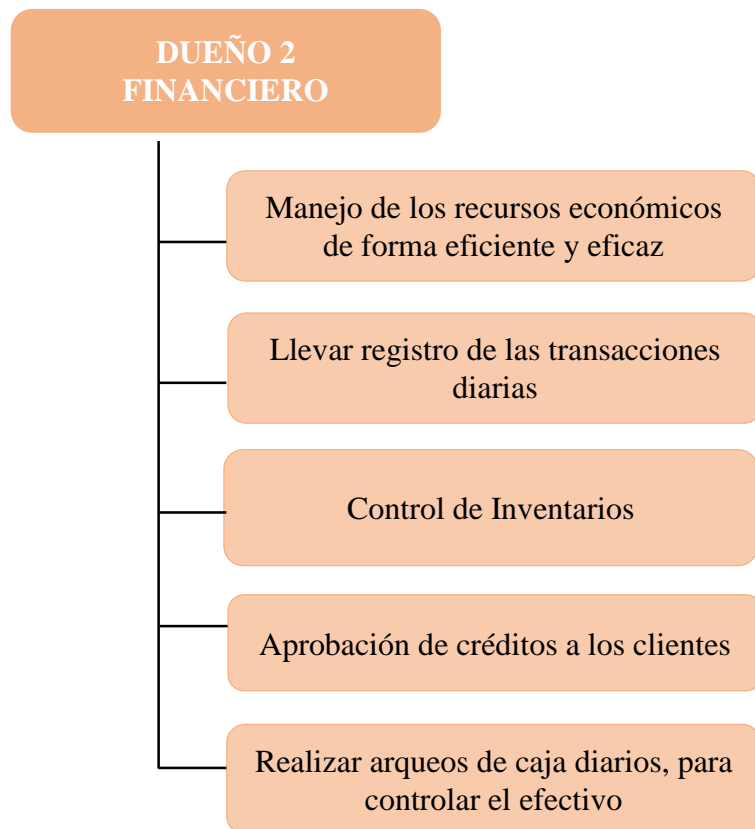 DUEÑO 2
FINANCIERO
Manejo de los recursos económicos
de forma eficiente y eficaz
Llevar registro de las transacciones
diarias
Control de Inventarios
Aprobación de créditos a los clientes
Realizar arqueos de caja diarios, para
controlar el efectivo